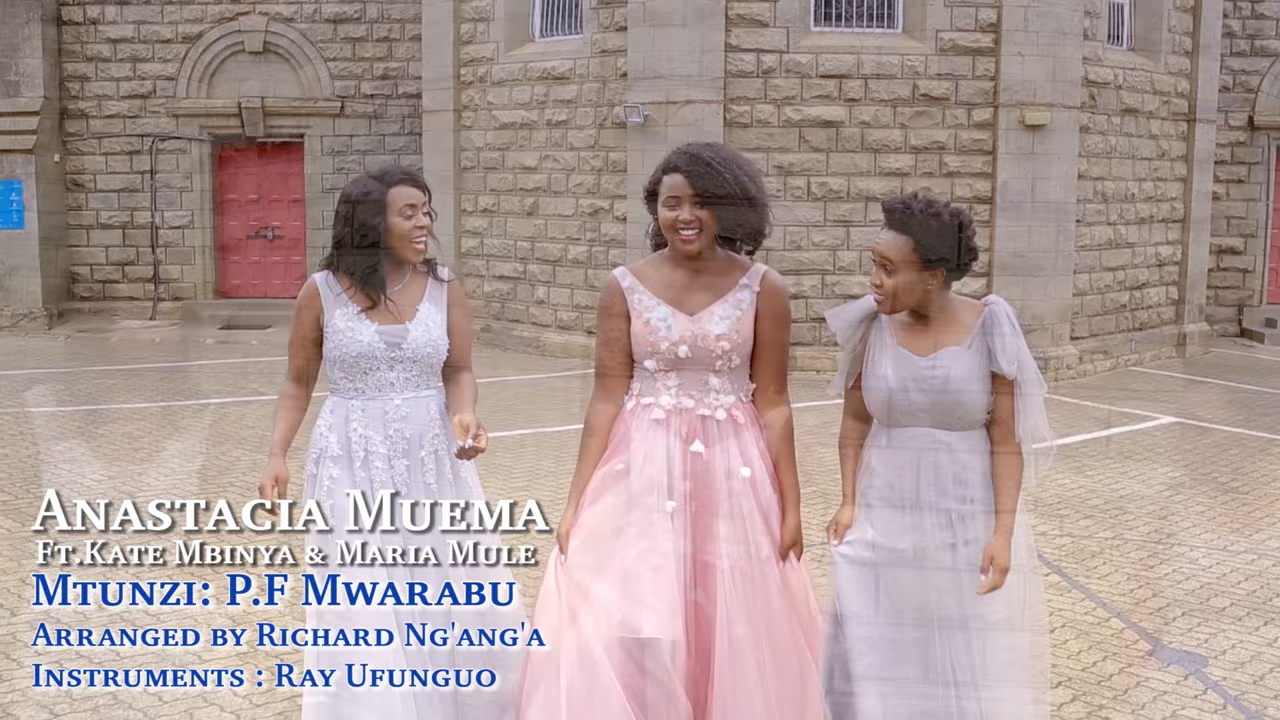 Anastacia Muema
Ft.Kate Mbinya & Maria Mule
Mtunzi: P.F Mwarabu
Arranged by Richard Ng'ang'a
Instruments : Ray Ufunguo